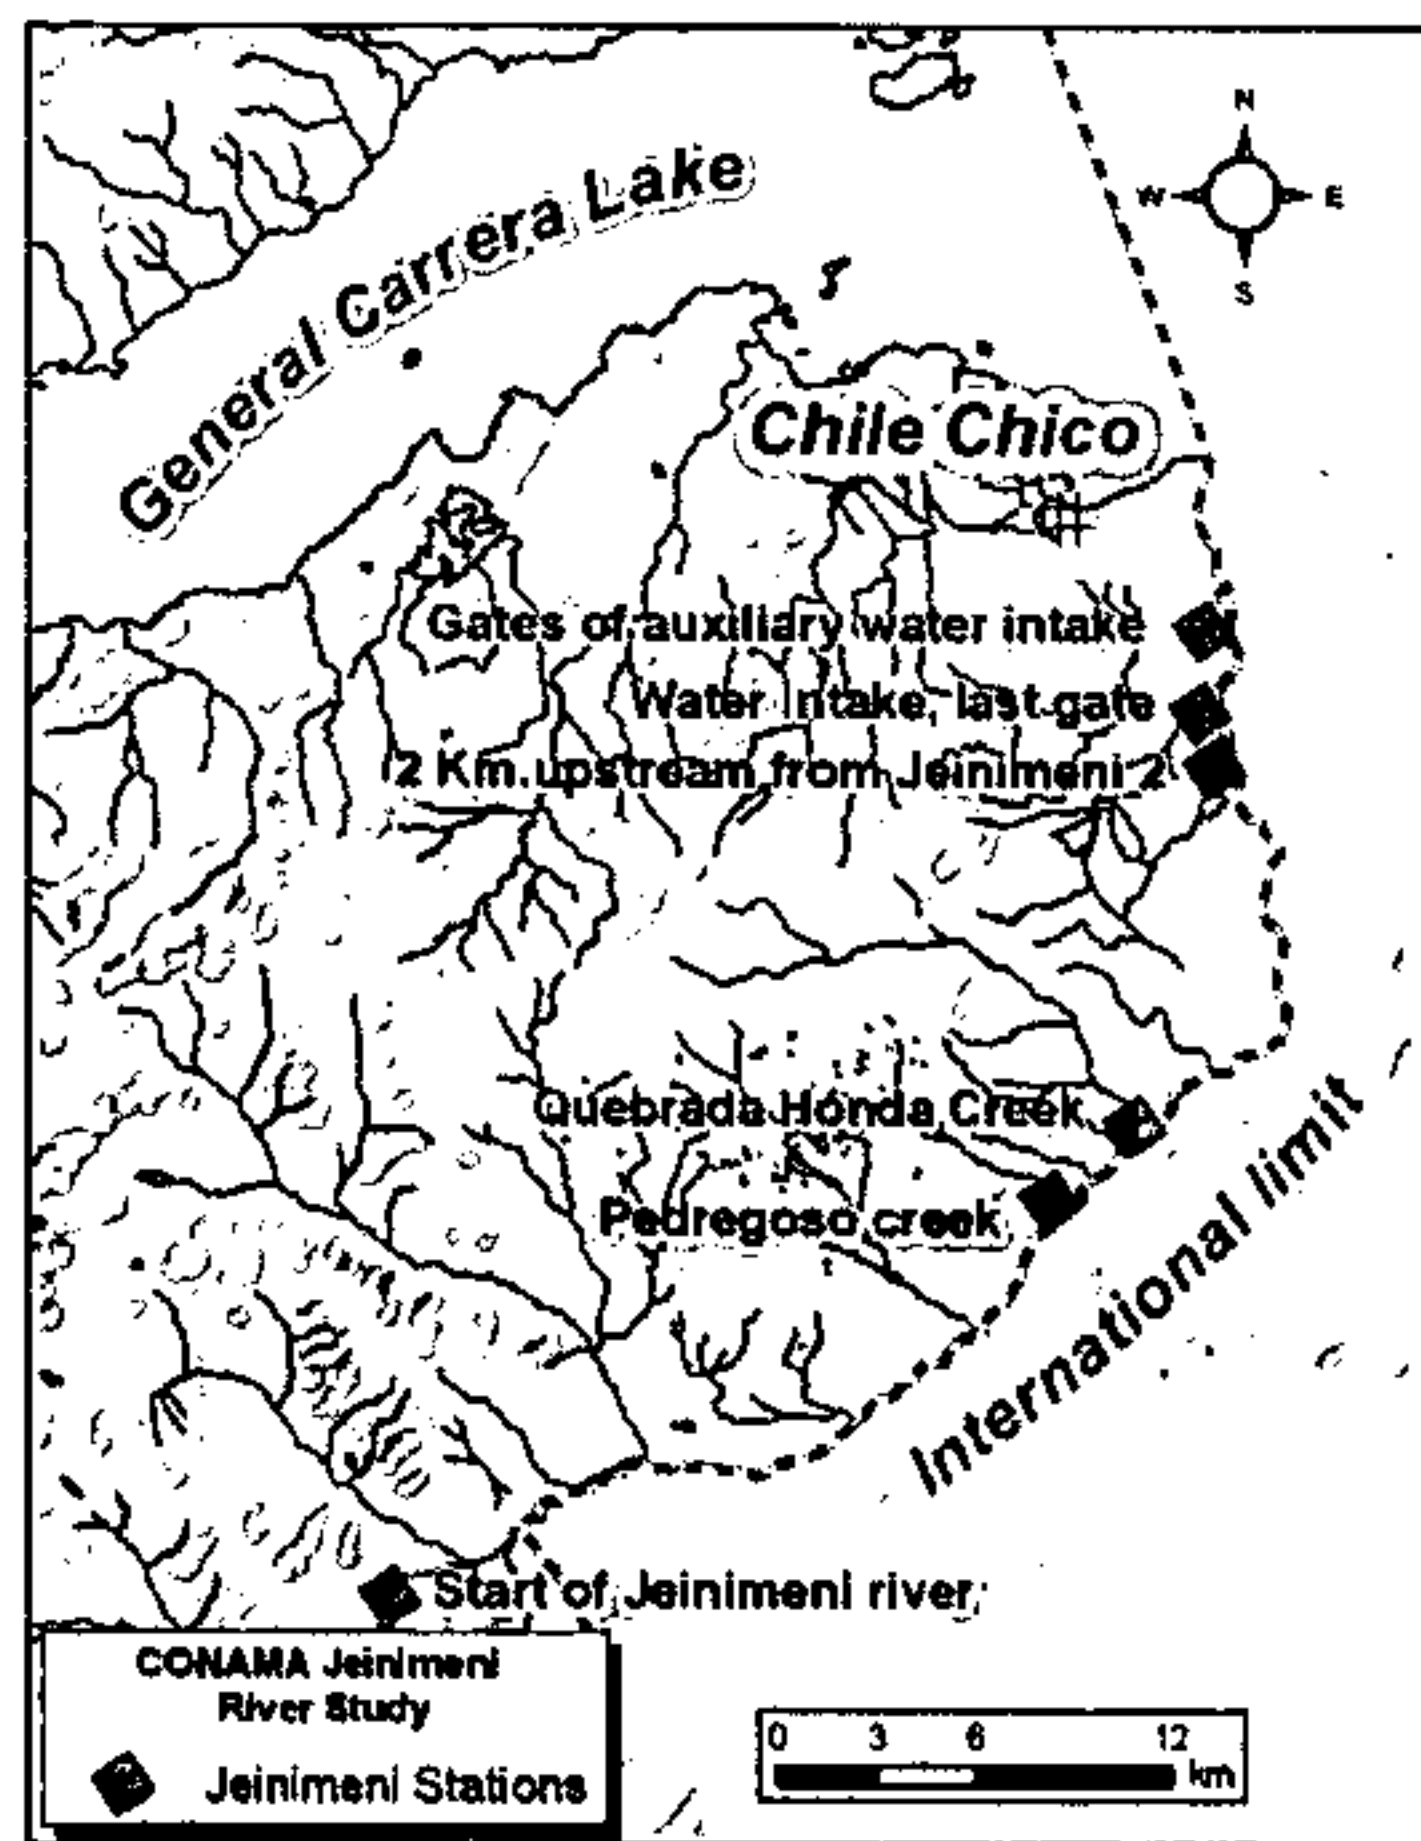 N
W E
S
General Carrera Lake
Chile Chico
Gates of auxiliary water intake
Water Intake, last gate
2 Km. upstream from Jeinimeni 2
Quebrada Honda Creek
Pedregoso creek
International limit
Start of Jeinimeni river
CONAMA Jeinimeni
River Study
Jeinimeni Stations
0 3 6 12
km